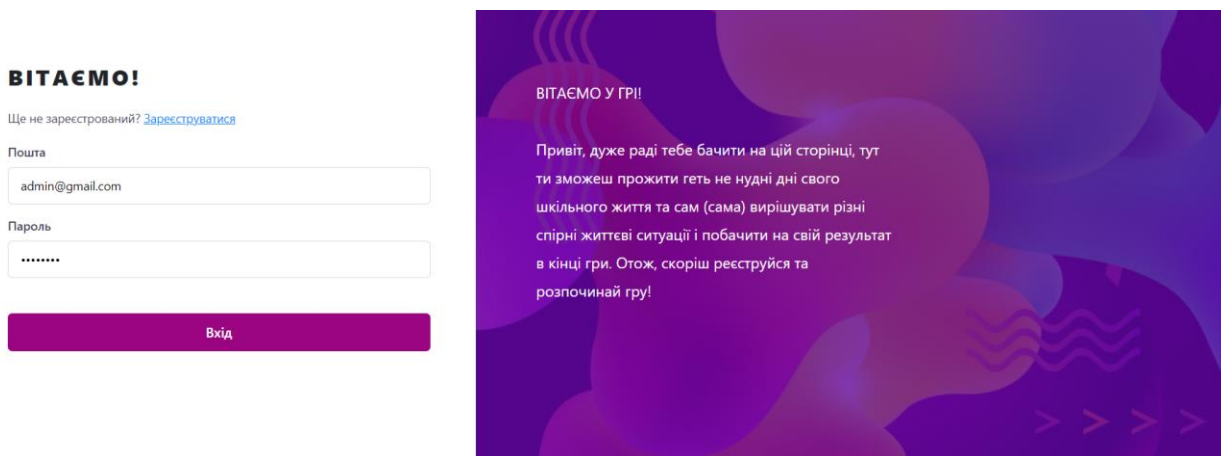 ВІТАЄМО!
Ще не зареєстрований? Зареєструватися
Пошта
admin@gmail.com
Пароль
••••••••
Вхід
ВІТАЄМО У ГРІ!
Привіт, дуже раді тебе бачити на цій сторінці, тут
ти зможеш прожити геть не нудні дні свого
шкільного життя та сам (сама) вирішувати різні
спірні життєві ситуації і побачити на свій результат
в кінці гри. Отож, скоріш реєструйся та
розпочинай гру!